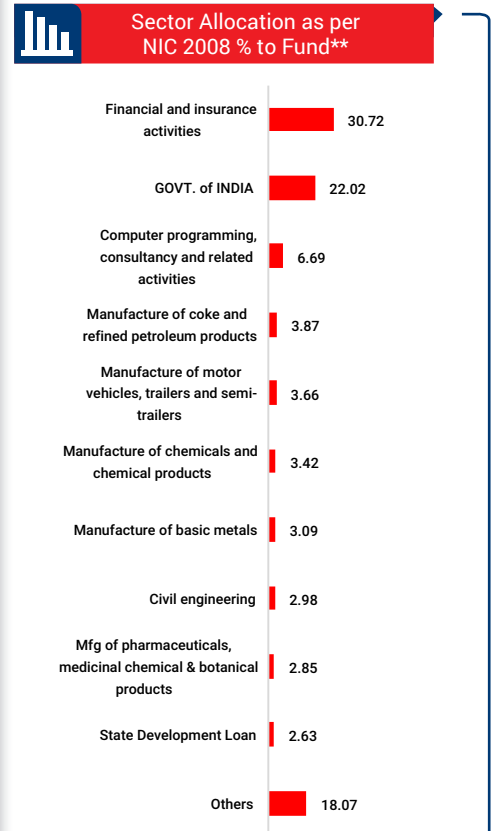 Sector Allocation as per
NIC 2008 % to Fund**
Financial and insurance
activities
30.72
GOVT. of INDIA
22.02
Computer programming,
consultancy and related
activities
6.69
Manufacture of coke and
refined petroleum products
3.87
Manufacture of motor
vehicles, trailers and semi-
trailers
3.66
Manufacture of chemicals and
chemical products
3.42
Manufacture of basic metals
3.09
Civil engineering
2.98
Mfg of pharmaceuticals,
medicinal chemical & botanical
products
2.85
State Development Loan
2.63
Others
18.07